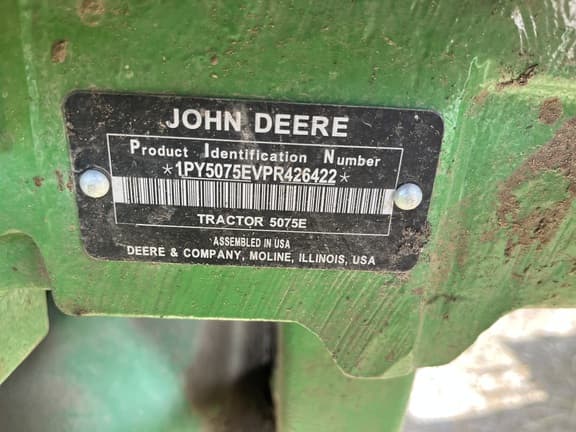 JOHN DEERE
Product Identification Number
*1PY5075EVPR426422*
TRACTOR 5075E
ASSEMBLED IN USA
DEERE & COMPANY, MOLINE, ILLINOIS, USA